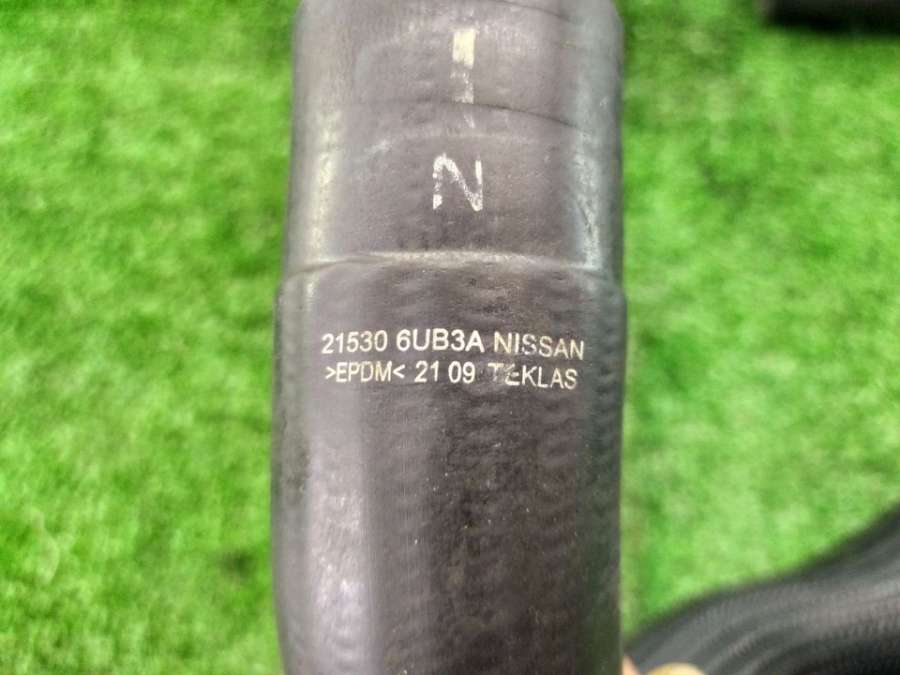 N
21530 6UB3A NISSAN
>EPDM< 21 09 TEKLAS